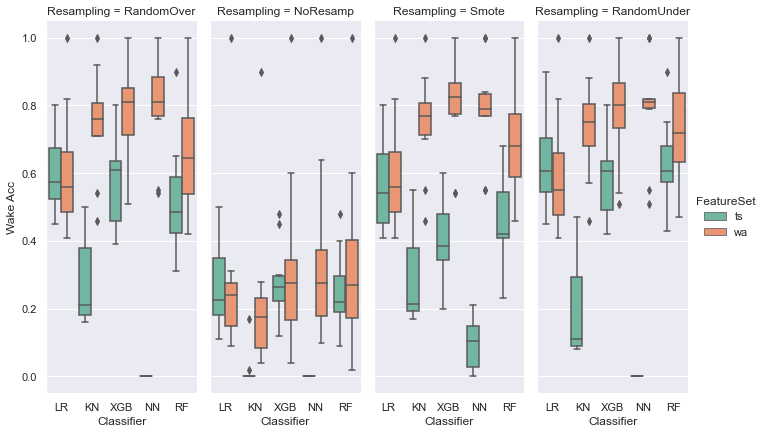 Resampling = RandomOver
Resampling = NoResamp
Resampling = Smote
Resampling = RandomUnder
Wake Acc
1.0
0.8
0.6
0.4
0.2
0.0
LR KN XGB NN RF
LR KN XGB NN RF
LR KN XGB NN RF
LR KN XGB NN RF
Classifier
Classifier
Classifier
Classifier
FeatureSet
ts
wa